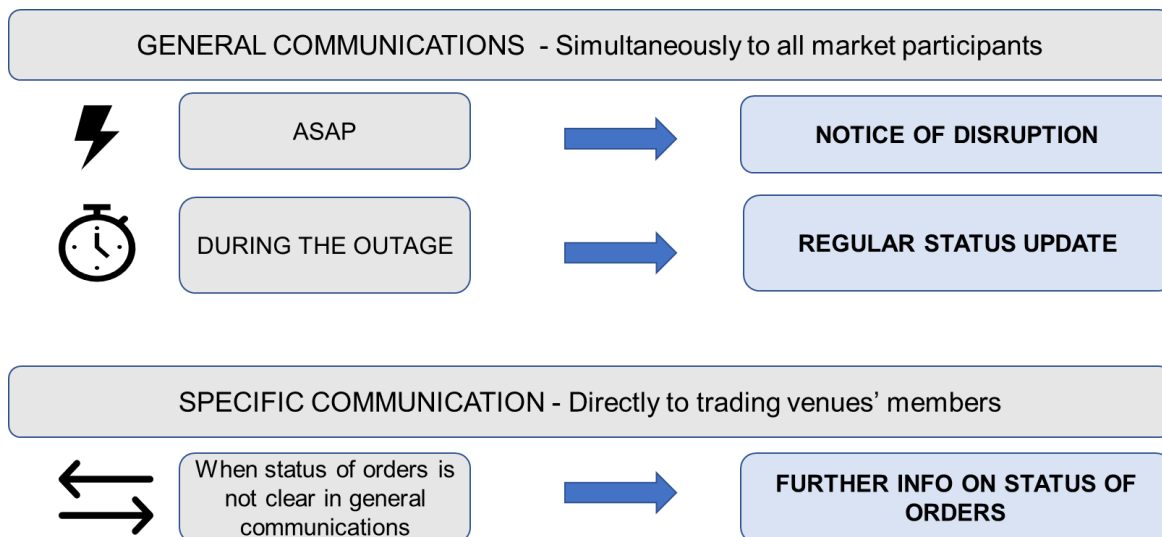 GENERAL COMMUNICATIONS - Simultaneously to all market participants
ASAP
NOTICE OF DISRUPTION
DURING THE OUTAGE
REGULAR STATUS UPDATE
SPECIFIC COMMUNICATION - Directly to trading venues’ members
When status of orders is
not clear in general
communications
FURTHER INFO ON STATUS OF
ORDERS